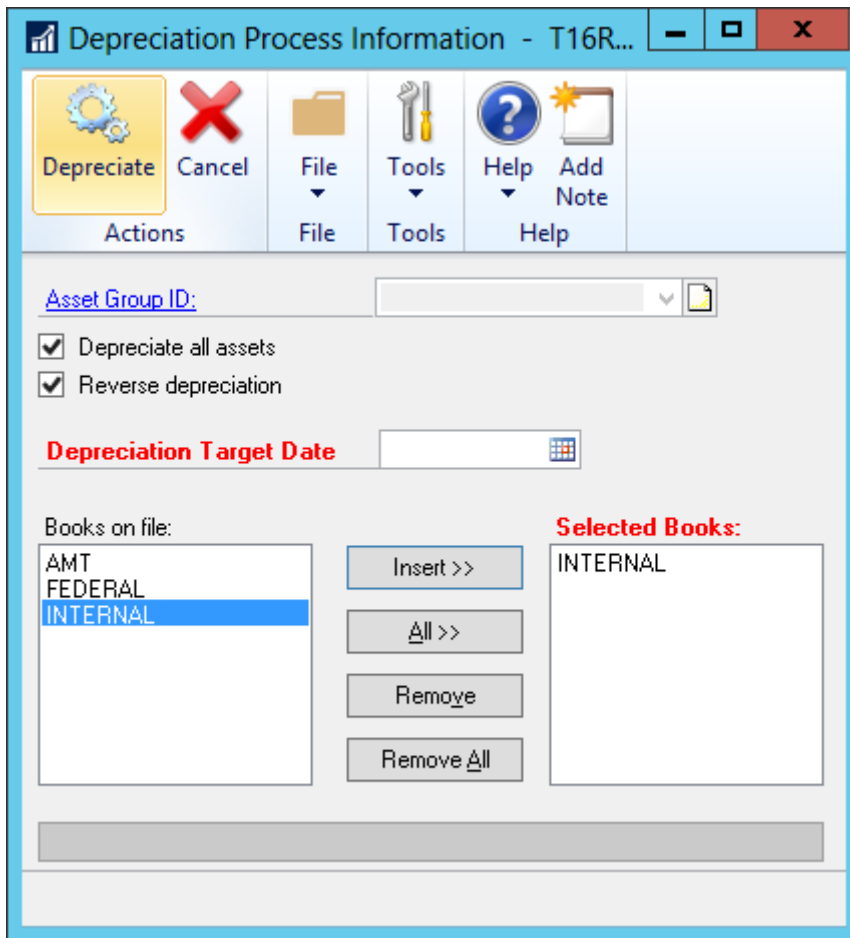 Depreciation Process Information - T16R...
Depreciate Cancel File Tools Help Add Note
Actions File Tools Help
Asset Group ID:
Depreciate all assets
Reverse depreciation
Depreciation Target Date
Books on file: Selected Books:
AMT Insert >> INTERNAL
FEDERAL
INTERNAL
All >>
Remove
Remove All